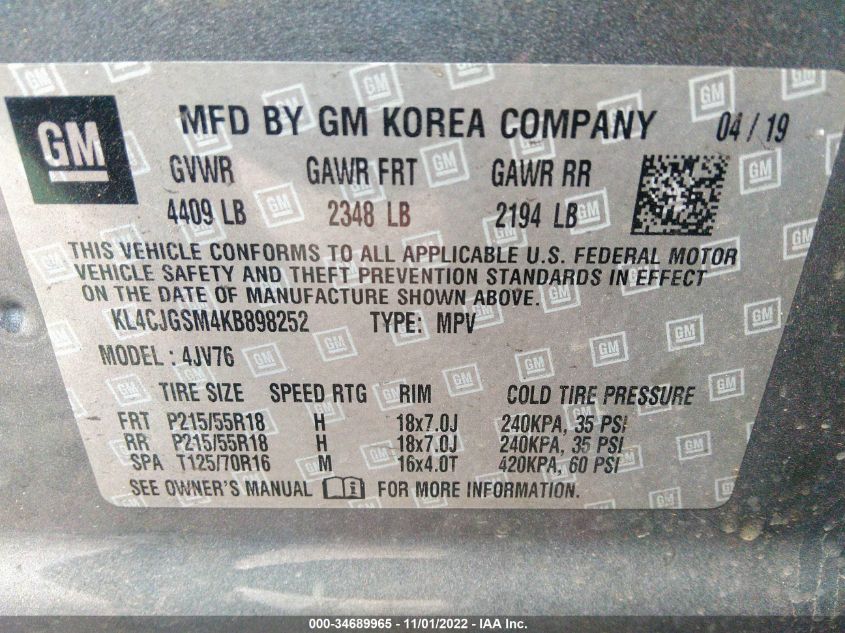 GM
MFD BY GM KOREA COMPANY 04/19
GVWR GAWR FRT GAWR RR
4409 LB 2348 LB 2194 LB
THIS VEHICLE CONFORMS TO ALL APPLICABLE U.S. FEDERAL MOTOR
VEHICLE SAFETY AND THEFT PREVENTION STANDARDS IN EFFECT
ON THE DATE OF MANUFACTURE SHOWN ABOVE.
KL4CJGSM4KB898252 TYPE: MPV
MODEL: 4JV76
TIRE SIZE SPEED RTG RIM COLD TIRE PRESSURE
FRT P215/55R18 H 18x7.0J 240KPA, 35 PSI
RR P215/55R18 H 18x7.0J 240KPA, 35 PSI
SPA T125/70R16 M 16x4.0T 420KPA, 60 PSI
SEE OWNER'S MANUAL FOR MORE INFORMATION.
000-34689965 - 11/01/2022 - IAA Inc.